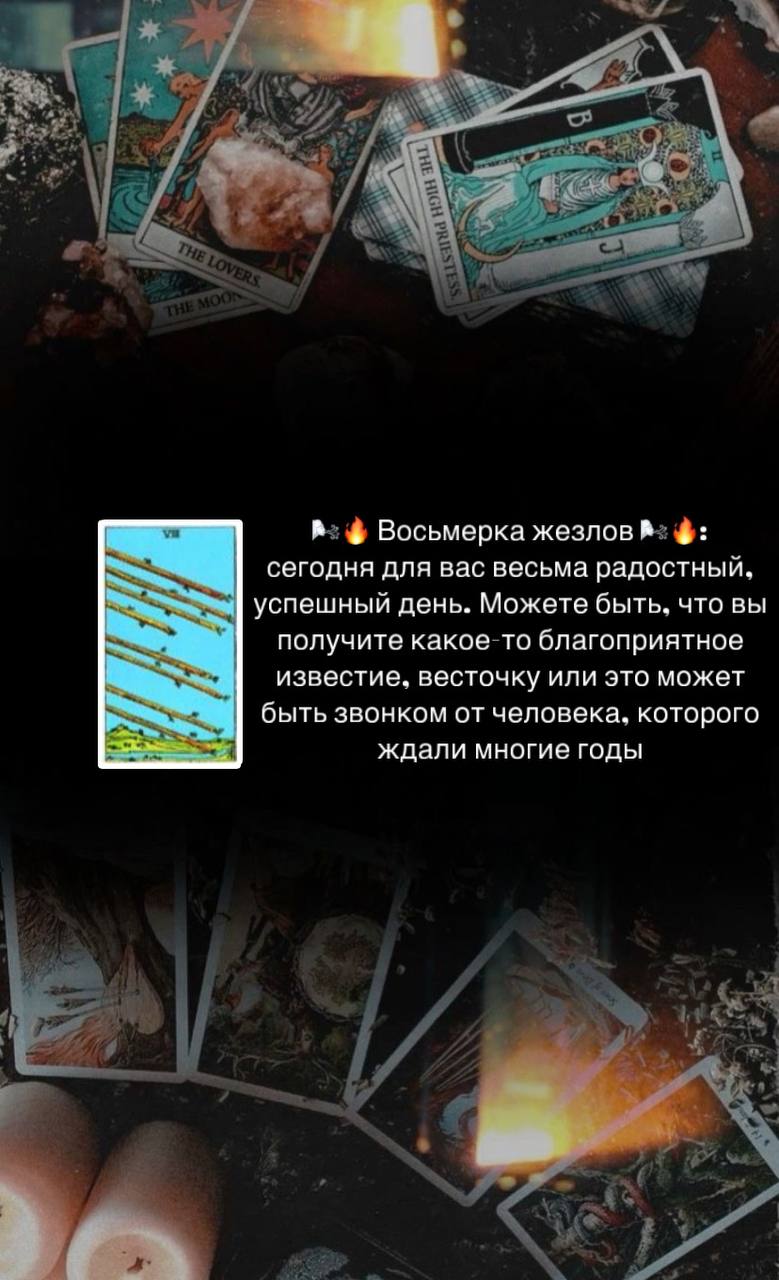 THE LOVERS.
THE MOON
B
THE HIGH PRIESTESS.
J
VIII
🌬🔥 Восьмерка жезлов 🌬🔥:
сегодня для вас весьма радостный,
успешный день. Можете быть, что вы
получите какое-то благоприятное
известие, весточку или это может
быть звонком от человека, которого
ждали многие годы